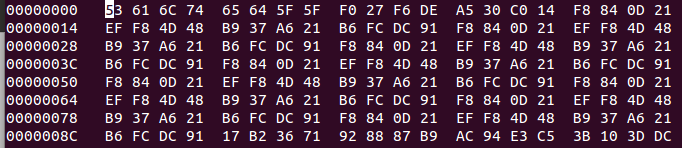 00000000 53 61 6C 74 65 64 5F 5F F0 27 F6 DE A5 30 C0 14 F8 84 0D 21
00000014 EF F8 4D 48 B9 37 A6 21 B6 FC DC 91 F8 84 0D 21 EF F8 4D 48
00000028 B9 37 A6 21 B6 FC DC 91 F8 84 0D 21 EF F8 4D 48 B9 37 A6 21
0000003C B6 FC DC 91 F8 84 0D 21 EF F8 4D 48 B9 37 A6 21 B6 FC DC 91
00000050 F8 84 0D 21 EF F8 4D 48 B9 37 A6 21 B6 FC DC 91 F8 84 0D 21
00000064 EF F8 4D 48 B9 37 A6 21 B6 FC DC 91 F8 84 0D 21 EF F8 4D 48
00000078 B9 37 A6 21 B6 FC DC 91 F8 84 0D 21 EF F8 4D 48 B9 37 A6 21
0000008C B6 FC DC 91 17 B2 36 71 92 88 87 B9 AC 94 E3 C5 3B 10 3D DC